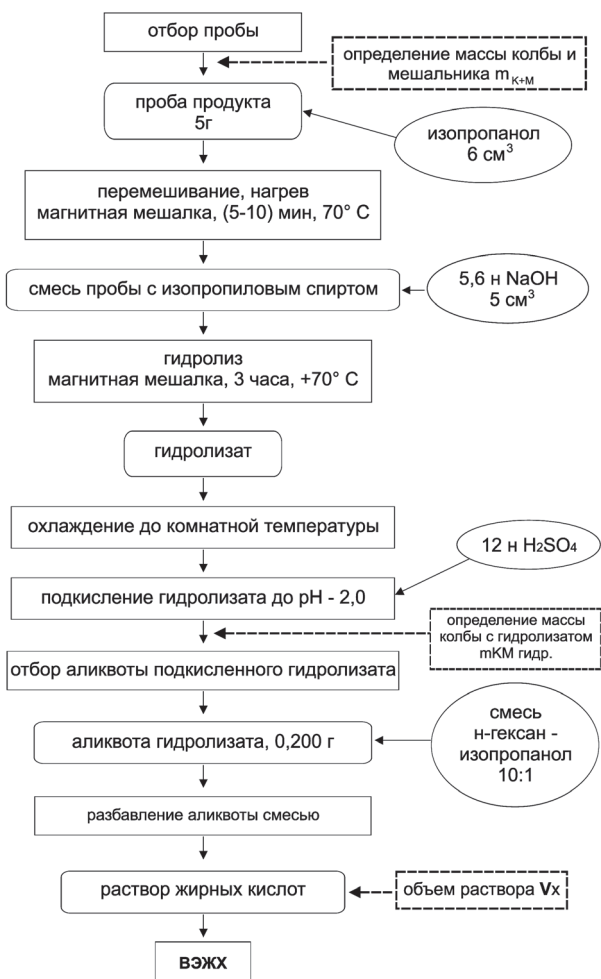 отбор пробы
определение массы колбы и
мешальника m K+M
проба продукта
5г
изопропанол
6 см³
перемешивание, нагрев
магнитная мешалка, (5-10) мин, 70° С
смесь пробы с изопропиловым спиртом
5,6 н NaOH
5 см³
гидролиз
магнитная мешалка, 3 часа, +70° С
гидролизат
охлаждение до комнатной температуры
12 н H₂SO₄
подкисление гидролизата до pH - 2,0
определение массы
колбы с гидролизатом
mКМ гидр.
отбор аликвоты подкисленного гидролизата
смесь
н-гексан -
изопропанол
10:1
аликвота гидролизата, 0,200 г
разбавление аликвоты смесью
раствор жирных кислот
объем раствора Vx
ВЭЖХ